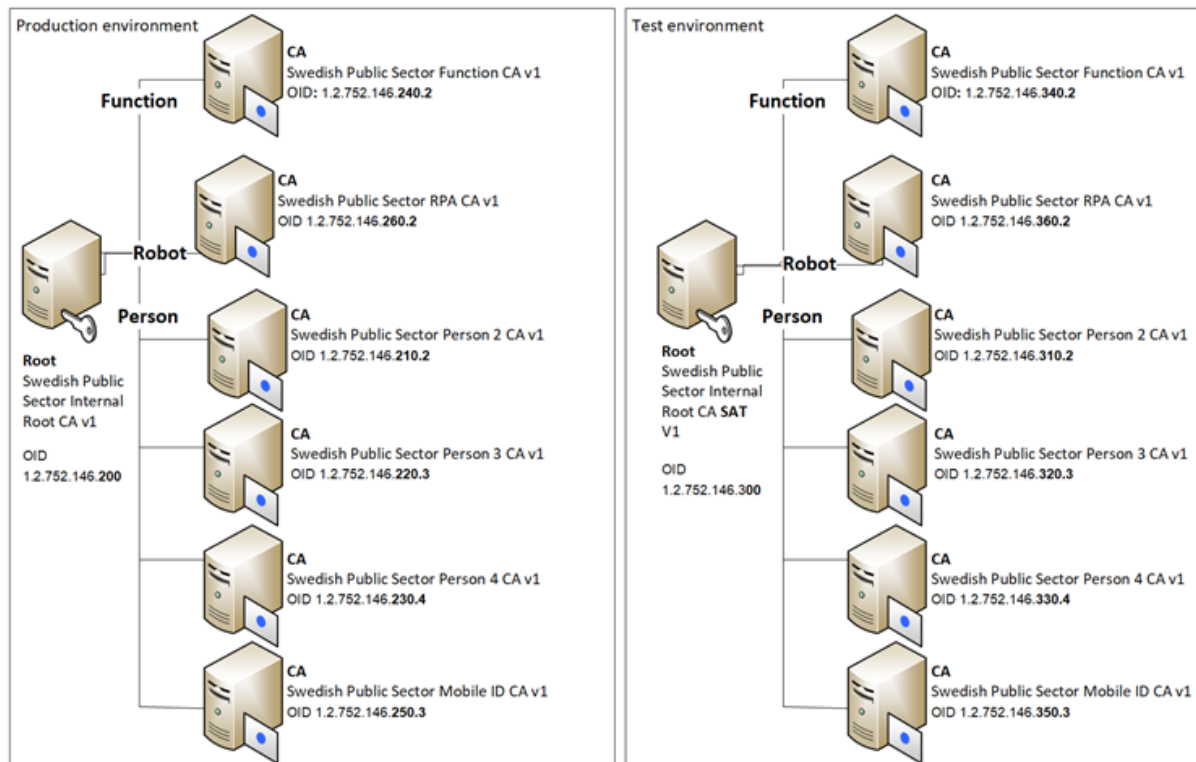 Production environment
CA
Swedish Public Sector Function CA v1
OID: 1.2.752.146.240.2
Function
CA
Swedish Public Sector RPA CA v1
OID 1.2.752.146.260.2
Robot
Person
CA
Swedish Public Sector Person 2 CA v1
OID 1.2.752.146.210.2
Root
Swedish Public
Sector Internal
Root CA v1
OID
1.2.752.146.200
CA
Swedish Public Sector Person 3 CA v1
OID 1.2.752.146.220.3
CA
Swedish Public Sector Person 4 CA v1
OID 1.2.752.146.230.4
CA
Swedish Public Sector Mobile ID CA v1
OID 1.2.752.146.250.3
Test environment
CA
Swedish Public Sector Function CA v1
OID: 1.2.752.146.340.2
Function
CA
Swedish Public Sector RPA CA v1
OID 1.2.752.146.360.2
Robot
Person
CA
Swedish Public Sector Person 2 CA v1
OID 1.2.752.146.310.2
Root
Swedish Public
Sector Internal
Root CA SAT
V1
OID
1.2.752.146.300
CA
Swedish Public Sector Person 3 CA v1
OID 1.2.752.146.320.3
CA
Swedish Public Sector Person 4 CA v1
OID 1.2.752.146.330.4
CA
Swedish Public Sector Mobile ID CA v1
OID 1.2.752.146.350.3